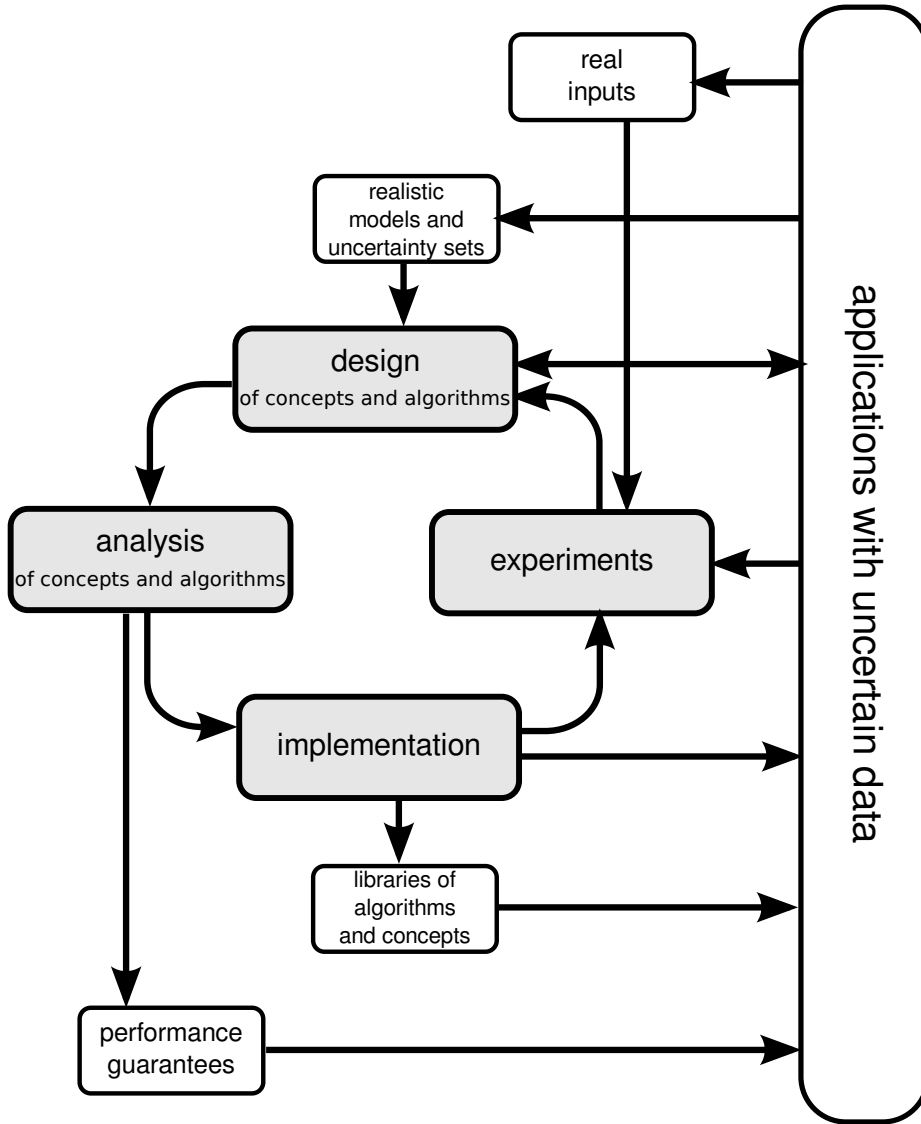 real
inputs
realistic
models and
uncertainty sets
design
of concepts and algorithms
analysis
of concepts and algorithms
experiments
implementation
libraries of
algorithms
and concepts
performance
guarantees
applications with uncertain data